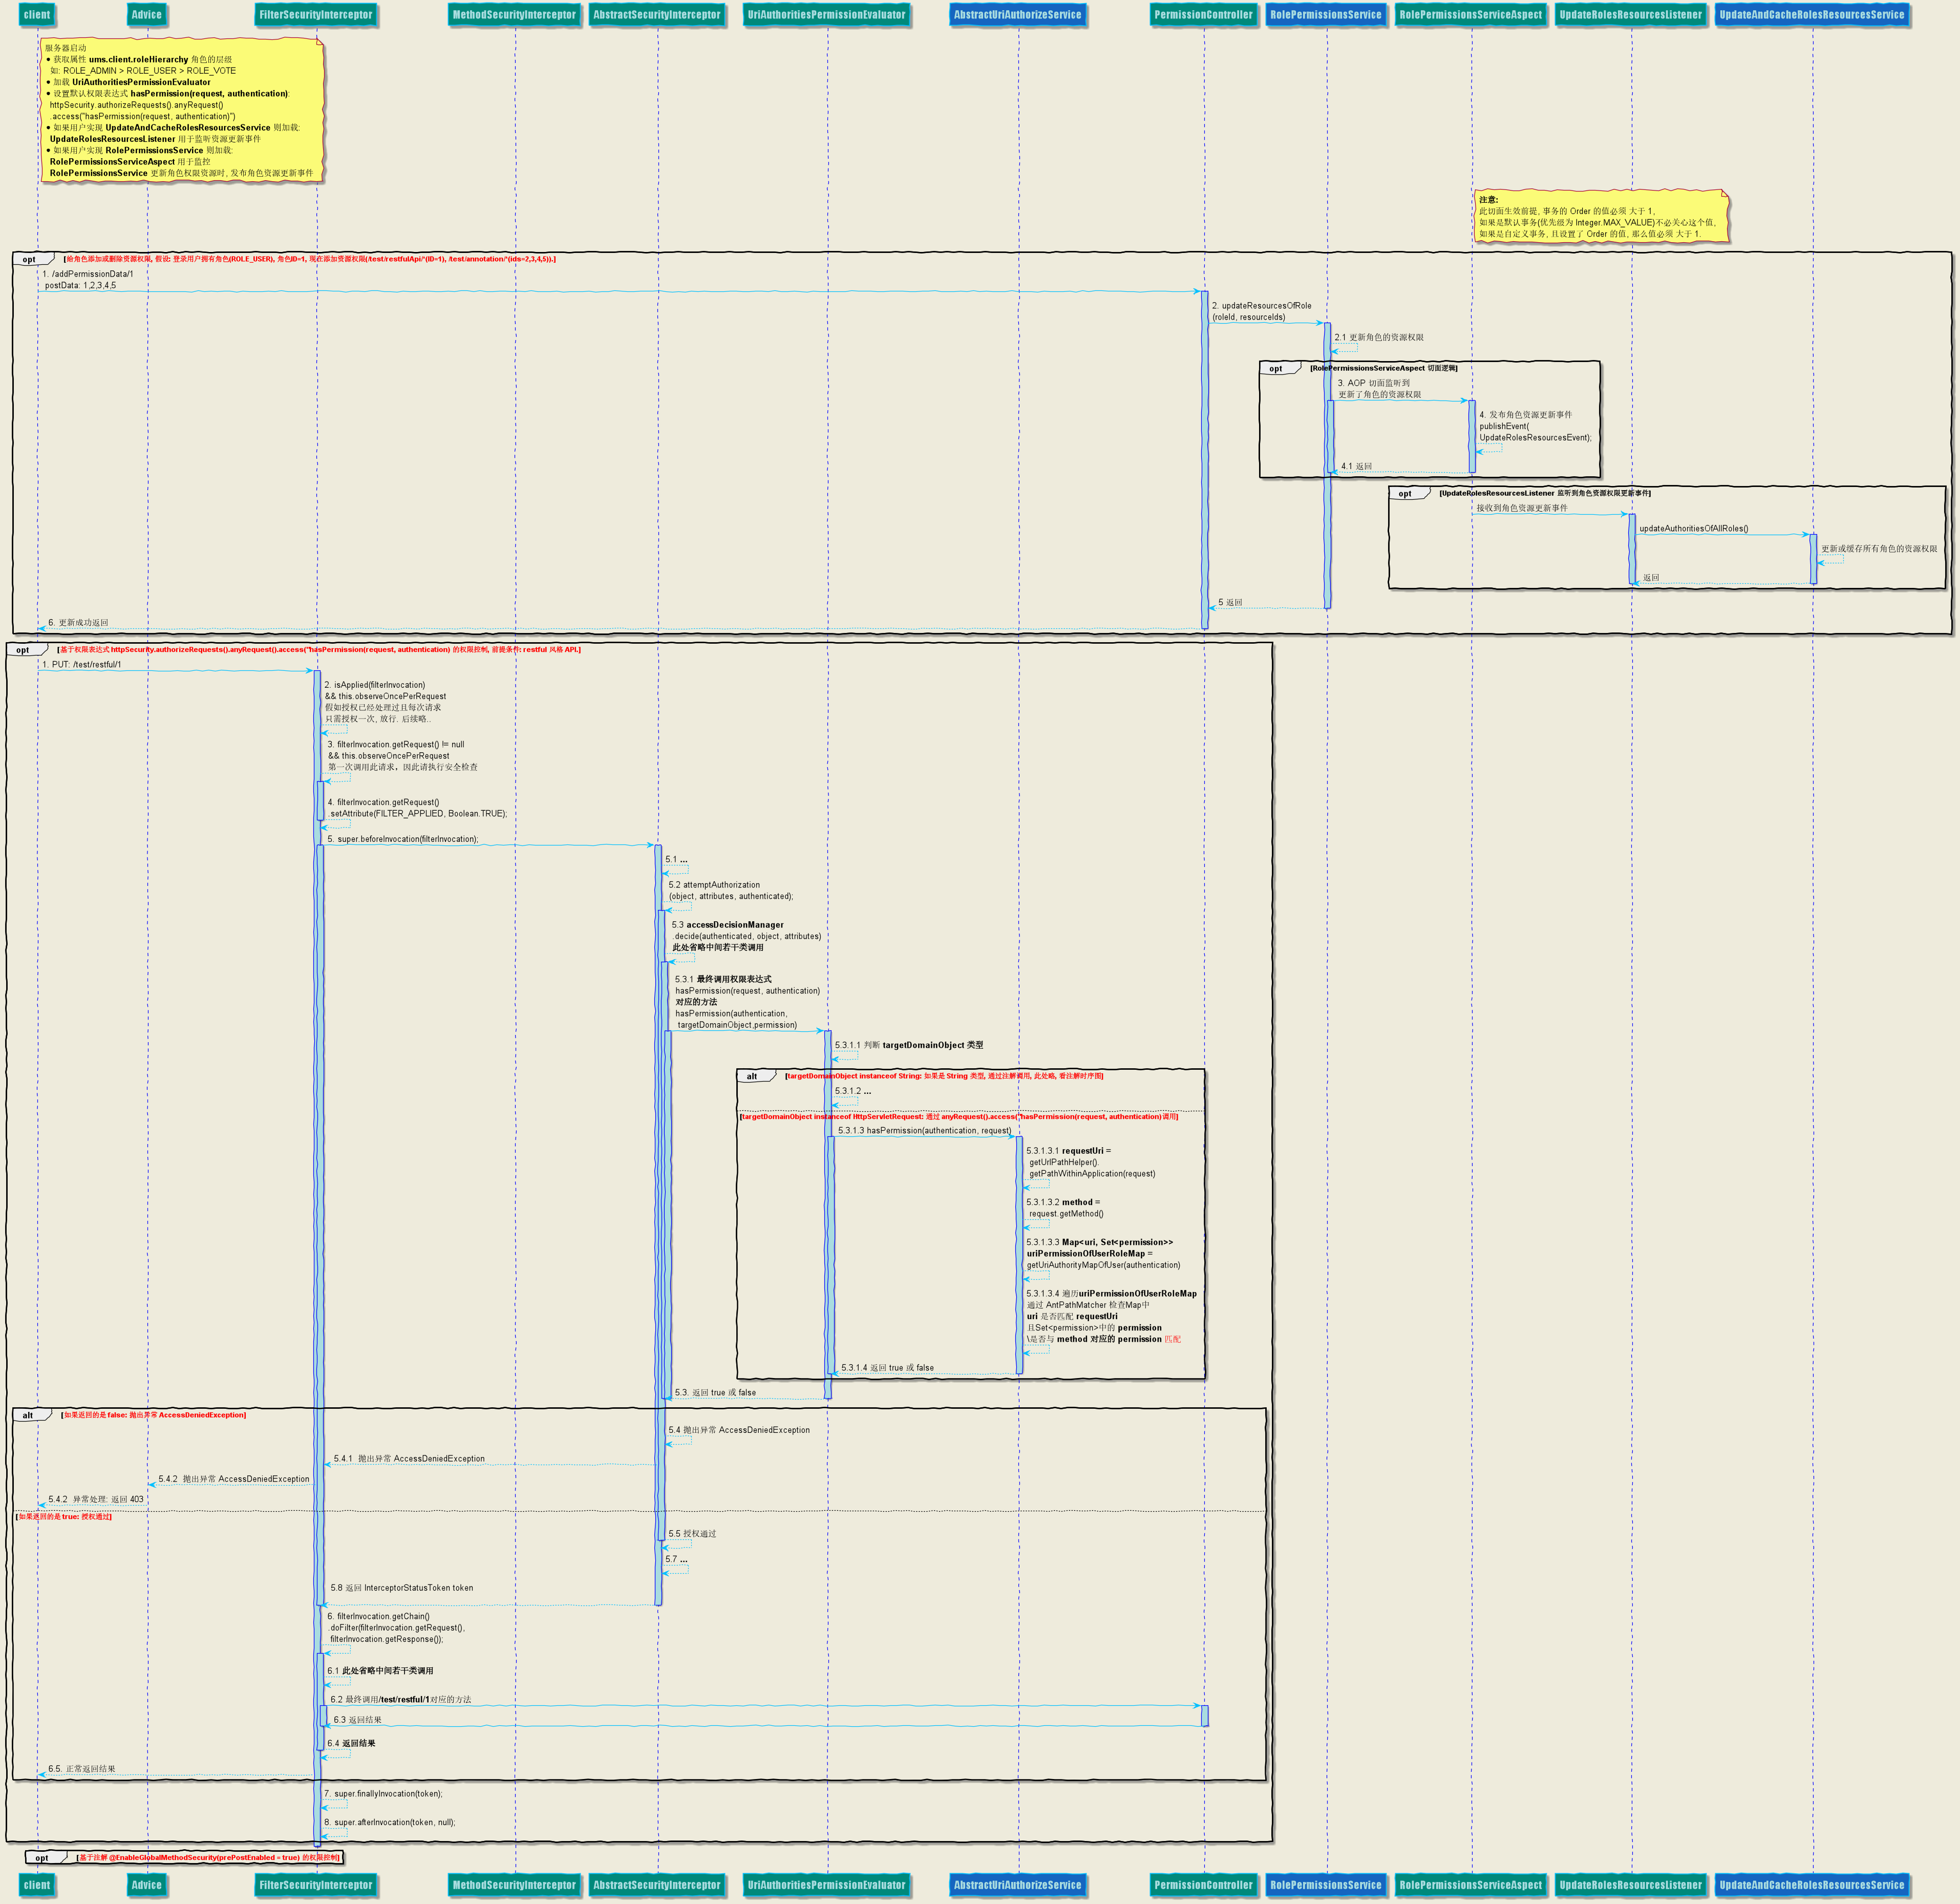 client
Advice
FilterSecurityInterceptor
MethodSecurityInterceptor
AbstractSecurityInterceptor
UriAuthoritiesPermissionEvaluator
AbstractUriAuthorizeService
PermissionController
RolePermissionsService
RolePermissionsServiceAspect
UpdateRolesResourcesListener
UpdateAndCacheRolesResourcesService
服务器启动
• 获取属性 ums.client.roleHierarchy 角色的层级
如: ROLE_ADMIN > ROLE_USER > ROLE_VOTE
• 加载 UriAuthoritiesPermissionEvaluator
• 设置默认权限表达式 hasPermission(request, authentication):
httpSecurity.authorizeRequests().anyRequest()
.access("hasPermission(request, authentication)")
• 如果用户实现 UpdateAndCacheRolesResourcesService 则加载:
UpdateRolesResourcesListener 用于监听资源更新事件
• 如果用户实现 RolePermissionsService 则加载:
RolePermissionsServiceAspect 用于监控
RolePermissionsService 更新角色权限资源时, 发布角色资源更新事件
注意:
此切面生效前提, 事务的 Order 的值必须 大于 1,
如果是默认事务(优先级为 Integer.MAX_VALUE)不必关心这个值,
如果是自定义事务, 且设置了 Order 的值, 那么值必须 大于 1.
opt [给角色添加或删除资源权限, 假设: 登录用户拥有角色(ROLE_USER), 角色ID=1, 现在添加资源权限(/test/restfulApi/*(ID=1), /test/annotation/*(ids=2,3,4,5)).]
1. /addPermissionData/1
postData: 1,2,3,4,5
2. updateResourcesOfRole
(roleId, resourceIds)
2.1 更新角色的资源权限
opt [RolePermissionsServiceAspect 切面逻辑]
3. AOP 切面监听到
更新了角色的资源权限
4. 发布角色资源更新事件
publishEvent(
UpdateRolesResourcesEvent);
4.1 返回
opt [UpdateRolesResourcesListener 监听到角色资源权限更新事件]
接收到角色资源更新事件
updateAuthoritiesOfAllRoles()
更新或缓存所有角色的资源权限
返回
5 返回
6. 更新成功返回
opt [基于权限表达式 httpSecurity.authorizeRequests().anyRequest().access("hasPermission(request, authentication) 的权限控制, 前提条件: restful 风格 API.]
1. PUT: /test/restful/1
2. isApplied(filterInvocation)
&& this.observeOncePerRequest
假如授权已经处理过且每次请求
只需授权一次, 放行. 后续略..
3. filterInvocation.getRequest() != null
&& this.observeOncePerRequest
第一次调用此请求，因此请执行安全检查
4. filterInvocation.getRequest()
.setAttribute(FILTER_APPLIED, Boolean.TRUE);
5. super.beforeInvocation(filterInvocation);
5.1 ...
5.2 attemptAuthorization
(object, attributes, authenticated);
5.3 accessDecisionManager
.decide(authenticated, object, attributes)
此处省略中间若干类调用
5.3.1 最终调用权限表达式
hasPermission(request, authentication)
对应的方法
hasPermission(authentication,
targetDomainObject,permission)
5.3.1.1 判断 targetDomainObject 类型
alt [targetDomainObject instanceof String: 如果是 String 类型, 通过注解调用, 此处略, 看注解时序图]
5.3.1.2 ...
[targetDomainObject instanceof HttpServletRequest: 通过 anyRequest().access("hasPermission(request, authentication)调用]
5.3.1.3 hasPermission(authentication, request)
5.3.1.3.1 requestUri =
getUrlPathHelper().
getPathWithinApplication(request)
5.3.1.3.2 method =
request.getMethod()
5.3.1.3.3 Map<uri, Set<permission>>
uriPermissionOfUserRoleMap =
getUriAuthorityMapOfUser(authentication)
5.3.1.3.4 遍历uriPermissionOfUserRoleMap
通过 AntPathMatcher 检查Map中
uri 是否匹配 requestUri
且Set<permission>中的 permission
\是否与 method 对应的 permission 匹配
5.3.1.4 返回 true 或 false
5.3. 返回 true 或 false
alt [如果返回的是 false: 抛出异常 AccessDeniedException]
5.4 抛出异常 AccessDeniedException
5.4.1 抛出异常 AccessDeniedException
5.4.2 抛出异常 AccessDeniedException
5.4.2 异常处理: 返回 403
[如果返回的是 true: 授权通过]
5.5 授权通过
5.7 ...
5.8 返回 InterceptorStatusToken token
6. filterInvocation.getChain()
.doFilter(filterInvocation.getRequest(),
filterInvocation.getResponse());
6.1 此处省略中间若干类调用
6.2 最终调用/test/restful/1对应的方法
6.3 返回结果
6.4 返回结果
6.5. 正常返回结果
7. super.finallyInvocation(token);
8. super.afterInvocation(token, null);
opt [基于注解 @EnableGlobalMethodSecurity(prePostEnabled = true) 的权限控制]
client
Advice
FilterSecurityInterceptor
MethodSecurityInterceptor
AbstractSecurityInterceptor
UriAuthoritiesPermissionEvaluator
AbstractUriAuthorizeService
PermissionController
RolePermissionsService
RolePermissionsServiceAspect
UpdateRolesResourcesListener
UpdateAndCacheRolesResourcesService